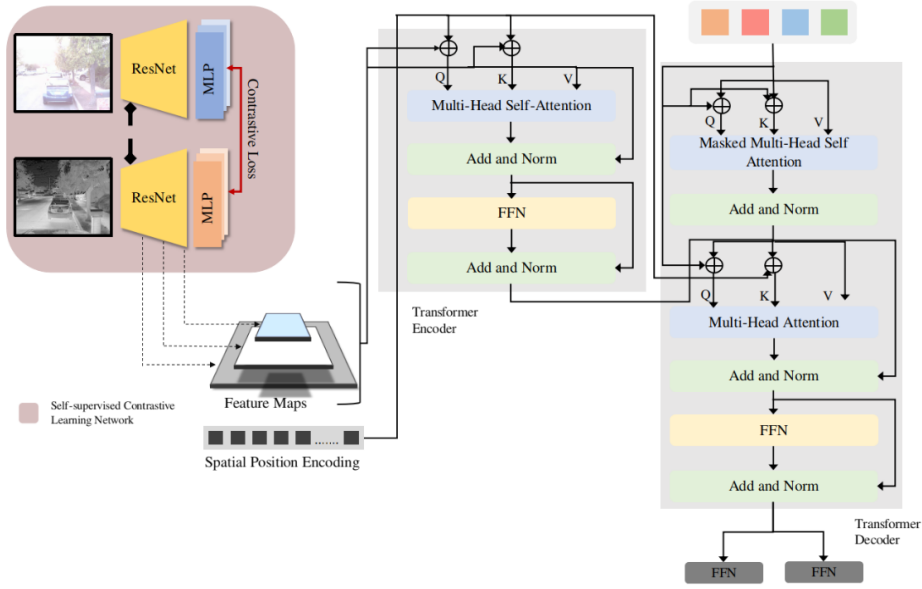 ResNet
MLP
Contrastive Loss
ResNet
MLP
Feature Maps
Self-supervised Contrastive
Learning Network
.......
Spatial Position Encoding
Q
K
V
Multi-Head Self-Attention
Add and Norm
FFN
Add and Norm
Transformer
Encoder
Q
K
V
Masked Multi-Head Self
Attention
Add and Norm
Q
K
V
Multi-Head Attention
Add and Norm
FFN
Add and Norm
Transformer
Decoder
FFN
FFN